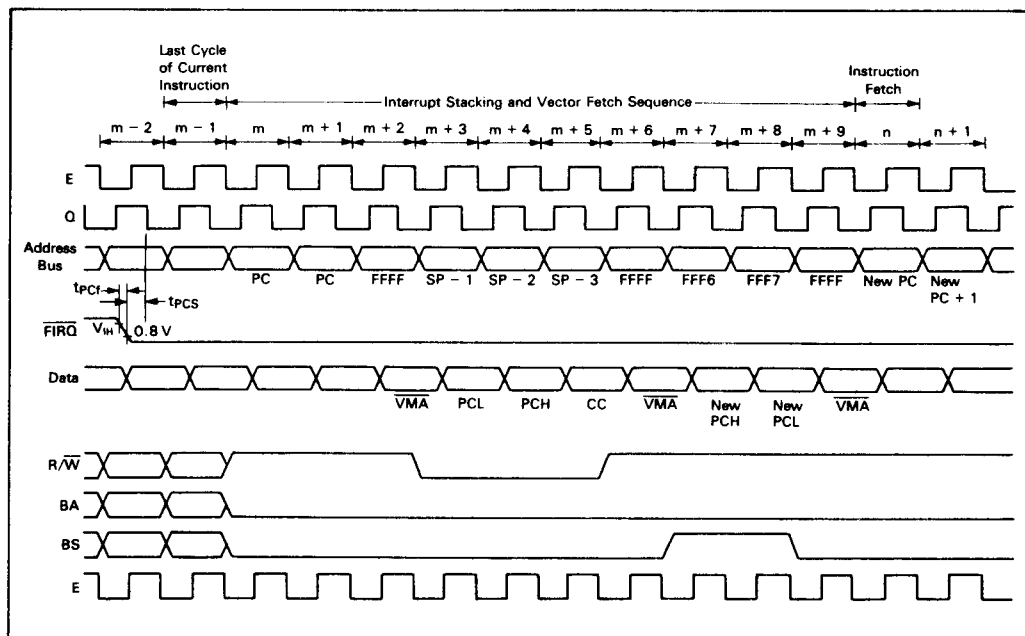 Last Cycle
of Current
Instruction
Instruction
Fetch
Interrupt Stacking and Vector Fetch Sequence
m − 2 m − 1 m m + 1 m + 2 m + 3 m + 4 m + 5 m + 6 m + 7 m + 8 m + 9 n n + 1
E
Q
Address
Bus
PC PC FFFF SP − 1 SP − 2 SP − 3 FFFF FFF6 FFF7 FFFF New PC New
PC + 1
tPCf
tPCS
FIRQ VIH 0.8 V
Data
VMA PCL PCH CC VMA New
PCH New
PCL VMA
R/W
BA
BS
E